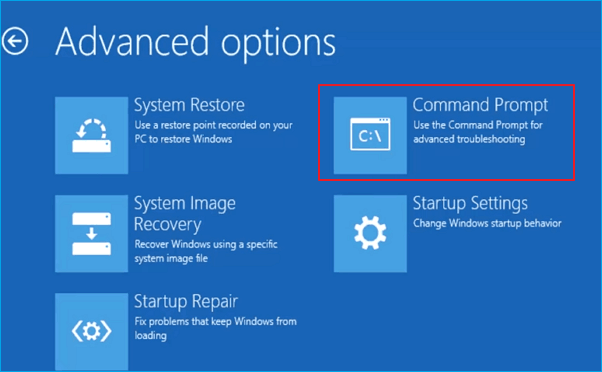 Advanced options
System Restore
Use a restore point recorded on your
PC to restore Windows
C:\
Command Prompt
Use the Command Prompt for
advanced troubleshooting
System Image
Recovery
Recover Windows using a specific
system image file
Startup Settings
Change Windows startup behavior
Startup Repair
Fix problems that keep Windows from
loading